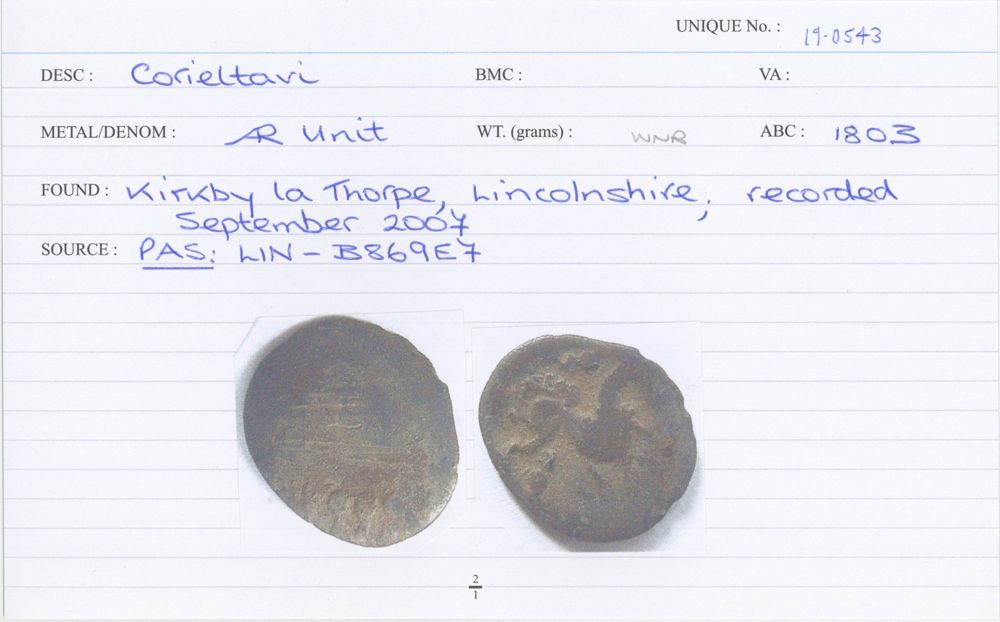 UNIQUE No. : 19-0543
DESC : Corieltavi BMC : VA :
METAL/DENOM : AR Unit WT. (grams) : WNR ABC : 1803
FOUND : Kirkby la Thorpe, Lincolnshire; recorded
September 2007
SOURCE : PAS: LIN - B869E7
2
1